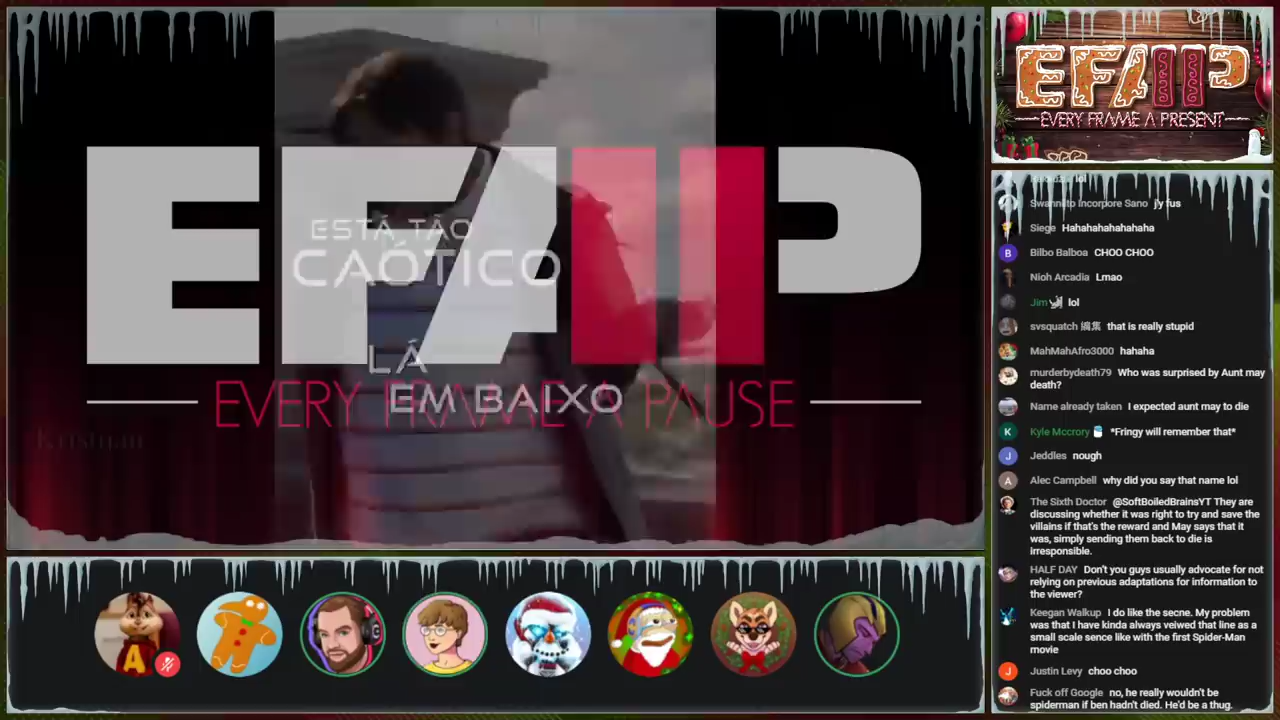 EFAP
EVERY FRAME A PAUSE
ESTÁ TÃO
CAÓTICO
LÁ
EM BAIXO
EFAP
EVERY FRAME A PRESENT
lol
Swannito Incorpore Sano jy fus
Siege Hahahahahahahaha
B Bilbo Balboa CHOO CHOO
Nioh Arcadia Lmao
Jim lol
svsquatch 編集 that is really stupid
MahMahAfro3000 hahaha
murderbydeath79 Who was surprised by Aunt may
death?
Name already taken I expected aunt may to die
K Kyle Mccrory *Fringy will remember that*
J Jeddles nough
A Alec Campbell why did you say that name lol
The Sixth Doctor @SoftBoiledBrainsYT They are
discussing whether it was right to try and save the
villains if that's the reward and May says that it
was, simply sending them back to die is
irresponsible.
HALF DAY Don't you guys usually advocate for not
relying on previous adaptations for information to
the viewer?
Keegan Walkup I do like the secne. My problem
was that I have kinda always veiwed that line as a
small scale sence like with the first Spider-Man
movie
J Justin Levy choo choo
Fuck off Google no, he really wouldn't be
spiderman if ben hadn't died. He'd be a thug.
A